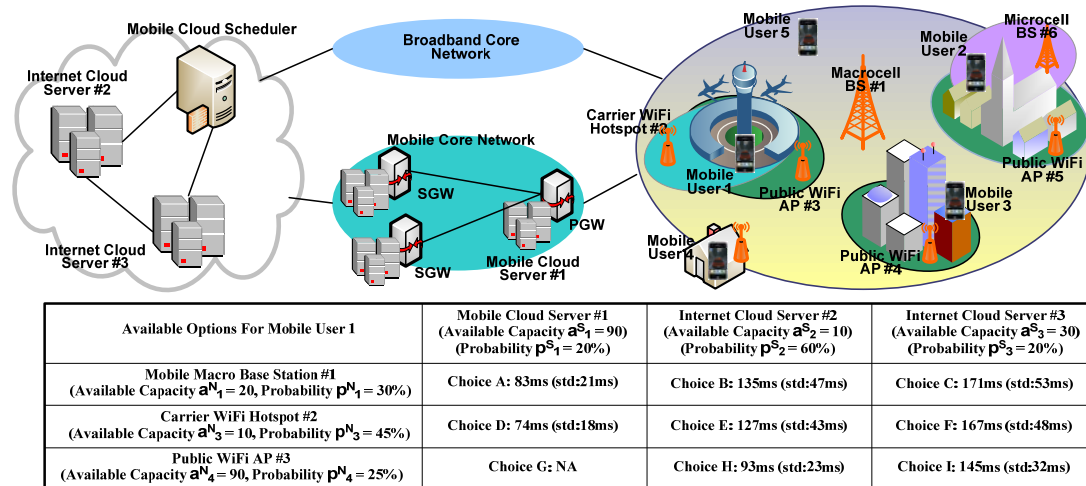 Mobile Cloud Scheduler
Internet Cloud
Server #2
Internet Cloud
Server #3
Broadband Core
Network
Mobile Core Network
SGW
SGW
PGW
Mobile Cloud
Server #1
Mobile
User 5
Mobile
User 2
Microcell
BS #6
Macrocell
BS #1
Carrier WiFi
Hotspot #2
Mobile
User 1
Public WiFi
AP #3
Public WiFi
AP #5
Mobile
User 3
Public WiFi
AP #4
Mobile
User 4
Available Options For Mobile User 1
Mobile Cloud Server #1
(Available Capacity aS1 = 90)
(Probability pS1 = 20%)
Internet Cloud Server #2
(Available Capacity aS2 = 10)
(Probability pS2 = 60%)
Internet Cloud Server #3
(Available Capacity aS3 = 30)
(Probability pS3 = 20%)
Mobile Macro Base Station #1
(Available Capacity aN1 = 20, Probability pN1 = 30%)
Choice A: 83ms (std:21ms)
Choice B: 135ms (std:47ms)
Choice C: 171ms (std:53ms)
Carrier WiFi Hotspot #2
(Available Capacity aN3 = 10, Probability pN3 = 45%)
Choice D: 74ms (std:18ms)
Choice E: 127ms (std:43ms)
Choice F: 167ms (std:48ms)
Public WiFi AP #3
(Available Capacity aN4 = 90, Probability pN4 = 25%)
Choice G: NA
Choice H: 93ms (std:23ms)
Choice I: 145ms (std:32ms)